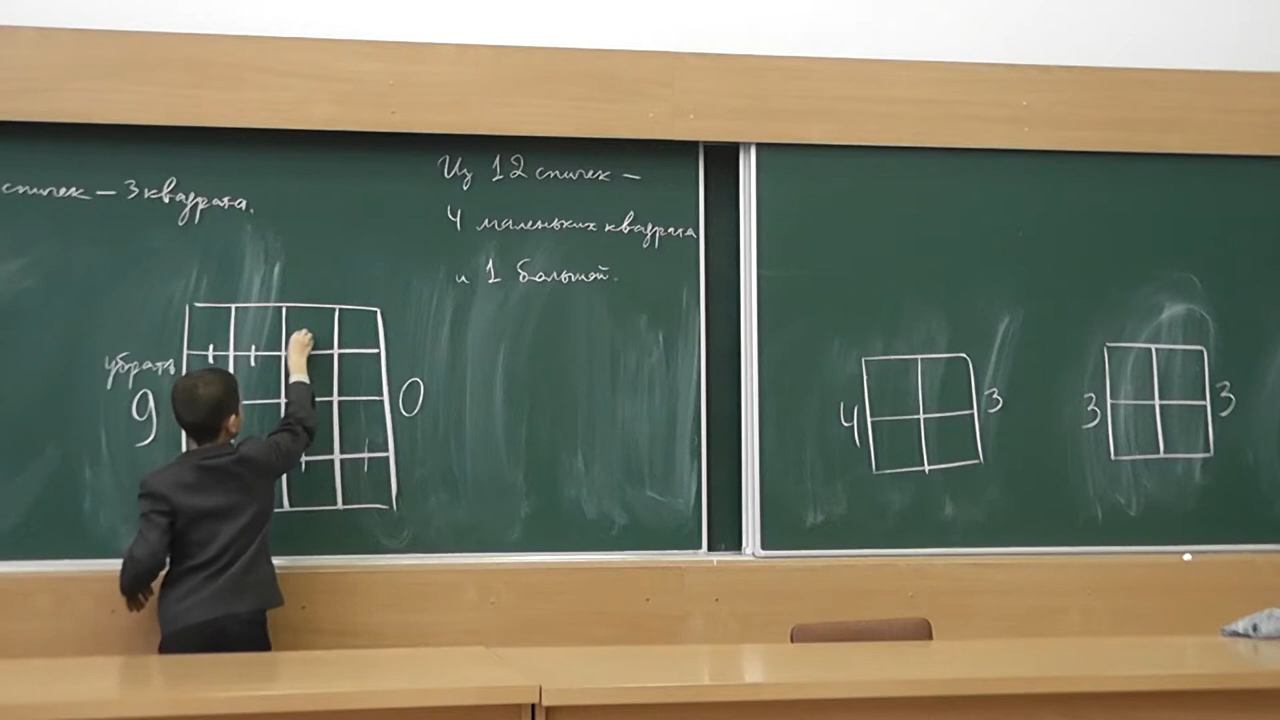 спичек – 3 квадрата.
Из 12 спичек –
4 маленьких квадрата
и 1 большой.
убрать
9
0
4
3
3
3